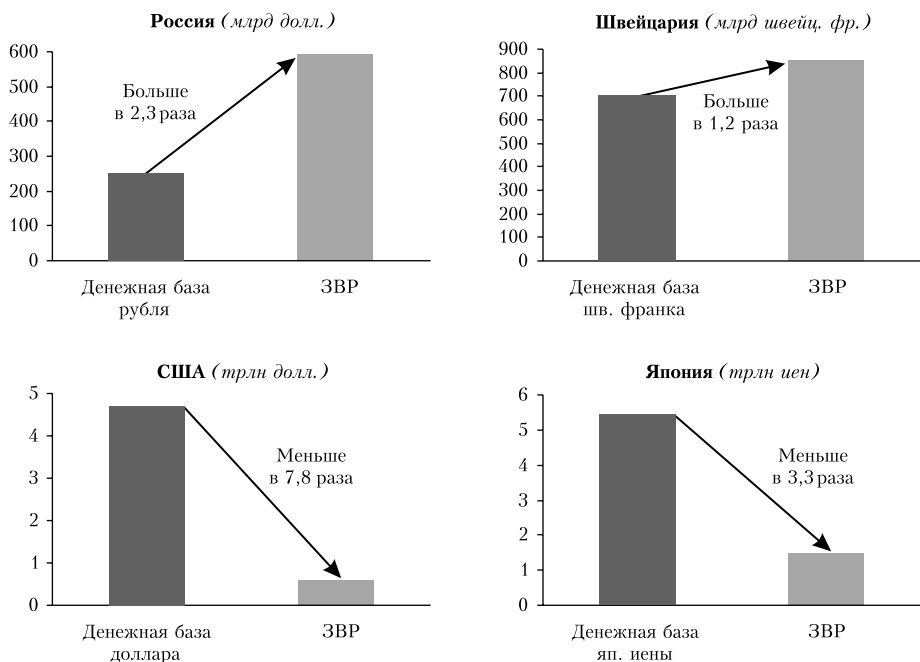 Россия (млрд долл.)
600
500
400
300
200
100
0
Больше
в 2,3 раза
Денежная база
рубля
ЗВР
Швейцария (млрд швейц. фр.)
900
800
700
600
500
400
300
200
100
0
Больше
в 1,2 раза
Денежная база
шв. франка
ЗВР
США (трлн долл.)
5
4
3
2
1
0
Меньше
в 7,8 раза
Денежная база
доллара
ЗВР
Япония (трлн иен)
6
5
4
3
2
1
0
Меньше
в 3,3 раза
Денежная база
яп. иены
ЗВР